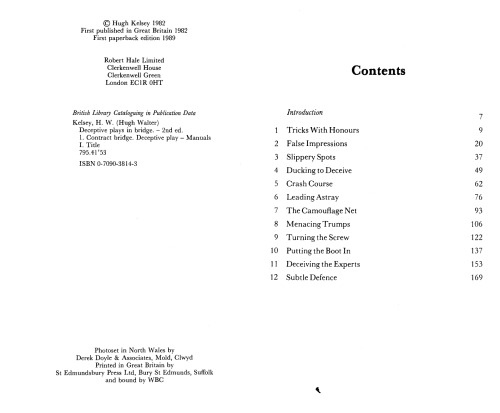 © Hugh Kelsey 1982
First published in Great Britain 1982
First paperback edition 1989
Robert Hale Limited
Clerkenwell House
Clerkenwell Green
London EC1R 0HT
British Library Cataloguing in Publication Data
Kelsey, H. W. (Hugh Walter)
Deceptive plays in bridge. – 2nd ed.
1. Contract bridge. Deceptive play – Manuals
I. Title
795.41'53
ISBN 0-7090-3814-3
Photoset in North Wales by
Derek Doyle & Associates, Mold, Clwyd
Printed in Great Britain by
St Edmundsbury Press Ltd, Bury St Edmunds, Suffolk
and bound by WBC
Contents
Introduction 7
1 Tricks With Honours 9
2 False Impressions 20
3 Slippery Spots 37
4 Ducking to Deceive 49
5 Crash Course 62
6 Leading Astray 76
7 The Camouflage Net 93
8 Menacing Trumps 106
9 Turning the Screw 122
10 Putting the Boot In 137
11 Deceiving the Experts 153
12 Subtle Defence 169